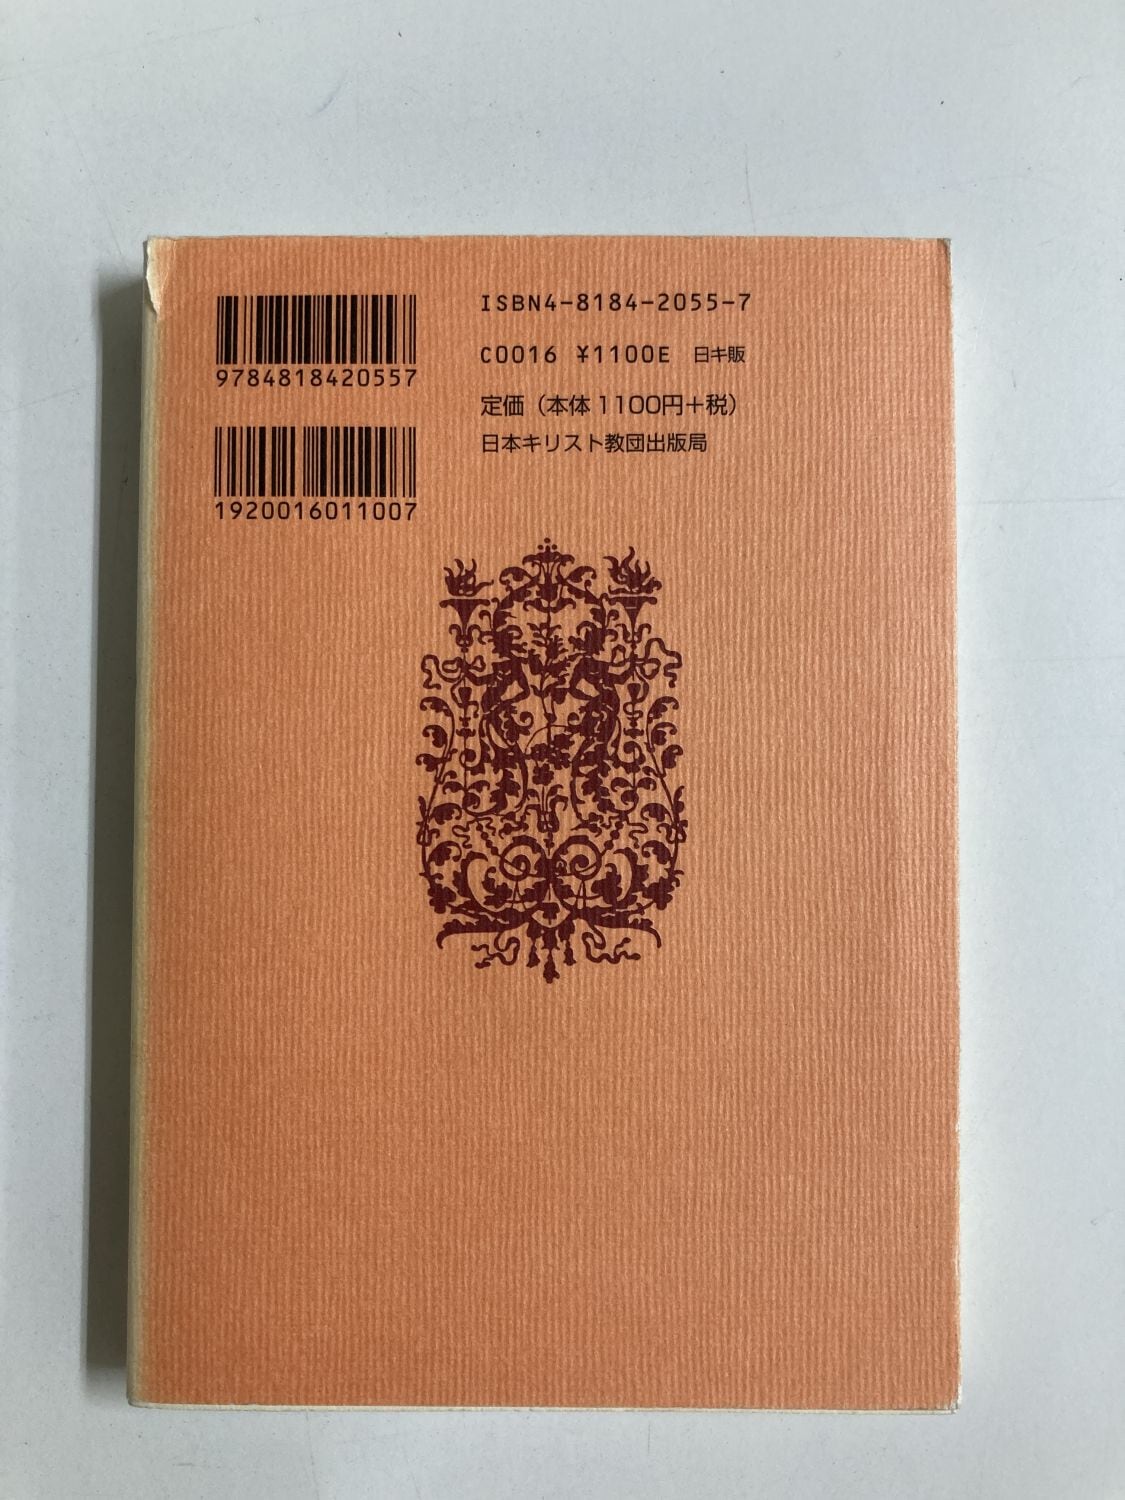 ISBN4-8184-2055-7
C0016 ¥1100E 日キ販
定価（本体1100円＋税）
日本キリスト教団出版局
9784818420557
1920016011007